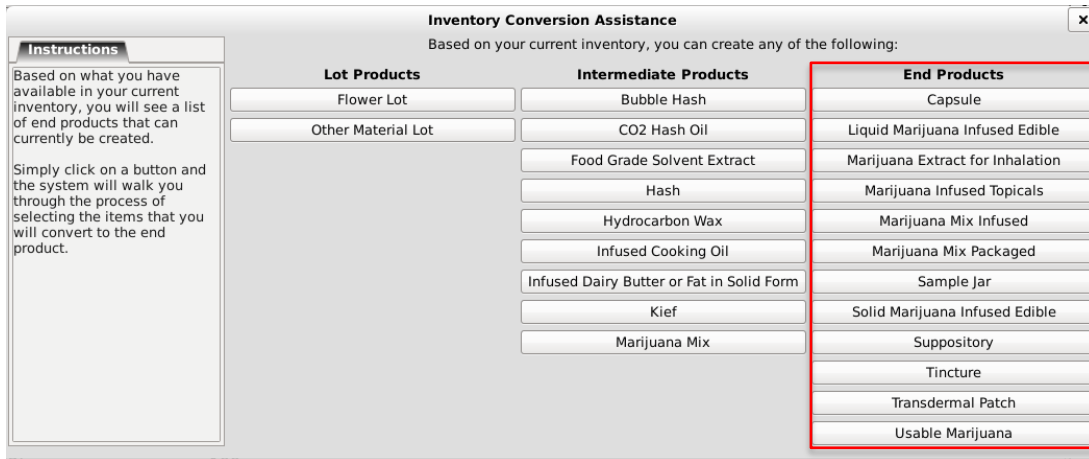 Inventory Conversion Assistance
x
Instructions
Based on what you have
available in your current
inventory, you will see a list
of end products that can
currently be created.
Simply click on a button and
the system will walk you
through the process of
selecting the items that you
will convert to the end
product.
Based on your current inventory, you can create any of the following:
Lot Products
Flower Lot
Other Material Lot
Intermediate Products
Bubble Hash
CO2 Hash Oil
Food Grade Solvent Extract
Hash
Hydrocarbon Wax
Infused Cooking Oil
Infused Dairy Butter or Fat in Solid Form
Kief
Marijuana Mix
End Products
Capsule
Liquid Marijuana Infused Edible
Marijuana Extract for Inhalation
Marijuana Infused Topicals
Marijuana Mix Infused
Marijuana Mix Packaged
Sample Jar
Solid Marijuana Infused Edible
Suppository
Tincture
Transdermal Patch
Usable Marijuana